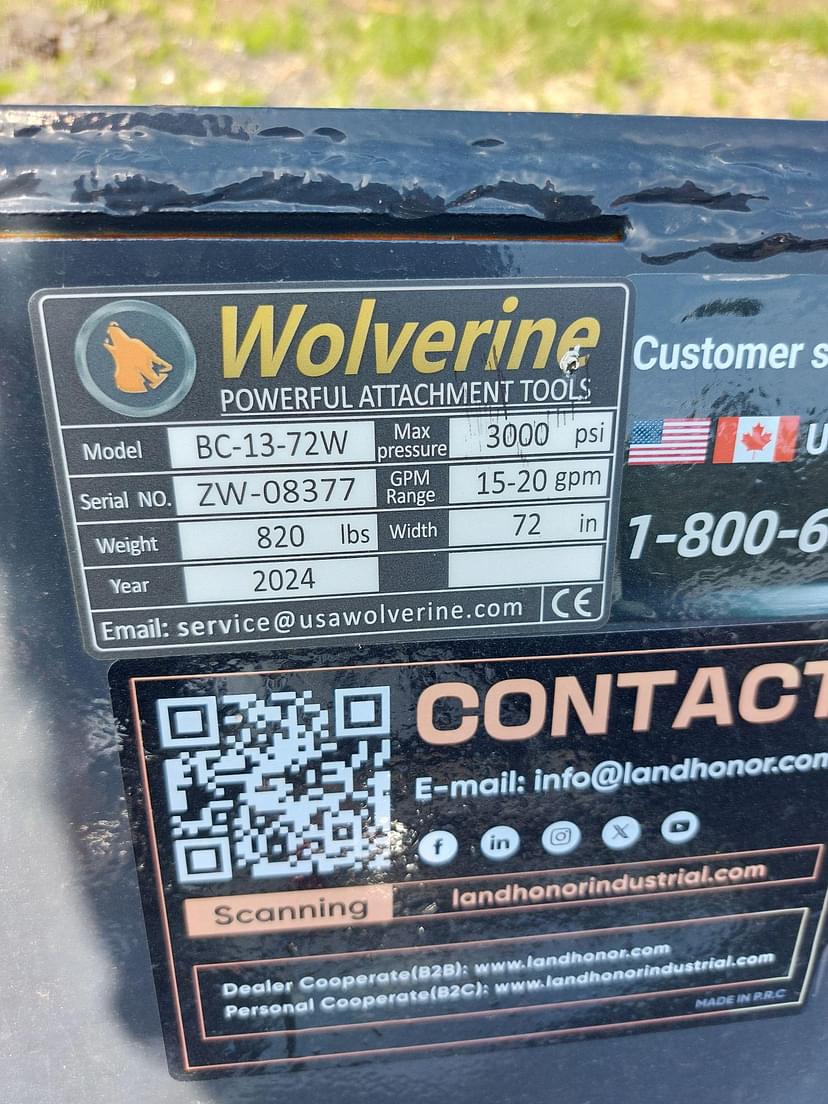 Wolverine
POWERFUL ATTACHMENT TOOLS
Model BC-13-72W Max pressure 3000 psi
Serial NO. ZW-08377 GPM Range 15-20 gpm
Weight 820 lbs Width 72 in
Year 2024
Email: service@usawolverine.com CE
Customer s
U
1-800-6
CONTACT
E-mail: info@landhonor.com
f in X
landhonorindustrial.com
Scanning
Dealer Cooperate(B2B): www.landhonor.com
Personal Cooperate(B2C): www.landhonorindustrial.com
MADE IN P.R.C